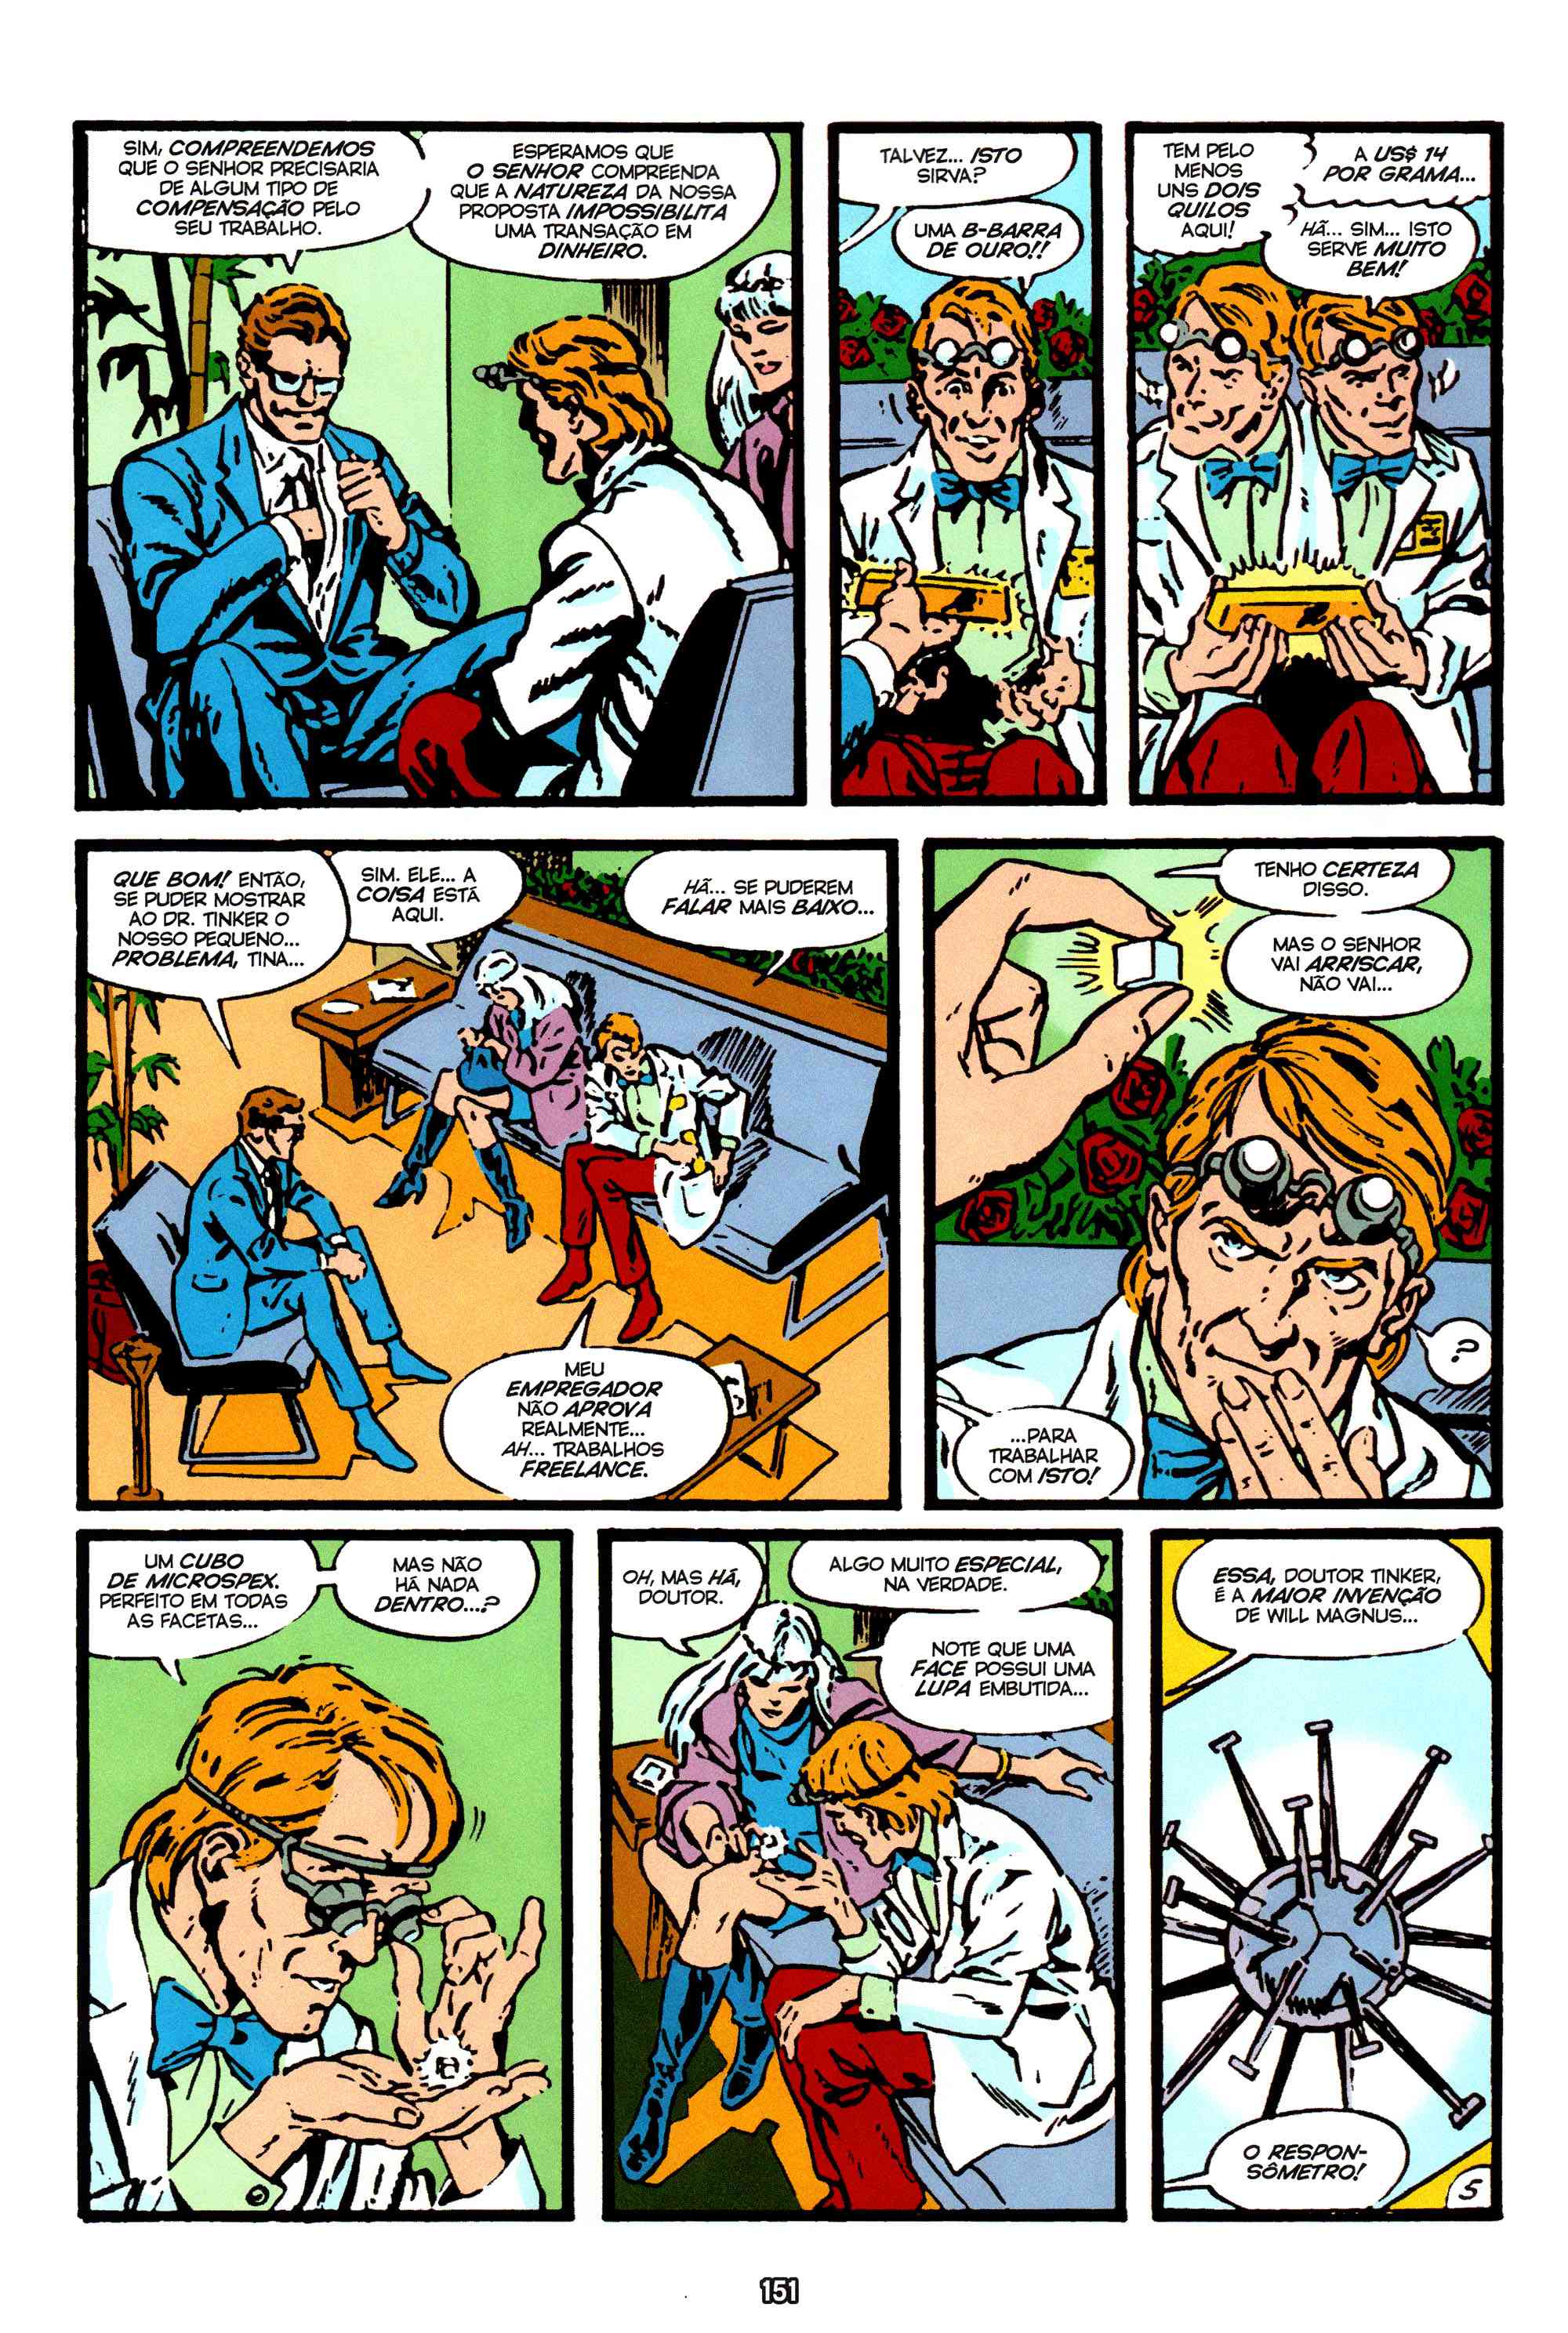 SIM, COMPREENDEMOS
QUE O SENHOR PRECISARIA
DE ALGUM TIPO DE
COMPENSAÇÃO PELO
SEU TRABALHO.
ESPERAMOS QUE
O SENHOR COMPREENDA
QUE A NATUREZA DA NOSSA
PROPOSTA IMPOSSIBILITA
UMA TRANSAÇÃO EM
DINHEIRO.
TALVEZ... ISTO
SIRVA?
UMA B-BARRA
DE OURO!!
TEM PELO
MENOS
UNS DOIS
QUILOS
AQUI!
A US$ 14
POR GRAMA...
HÃ... SIM... ISTO
SERVE MUITO
BEM!
QUE BOM! ENTÃO,
SE PUDER MOSTRAR
AO DR. TINKER O
NOSSO PEQUENO...
PROBLEMA, TINA...
SIM. ELE... A
COISA ESTÁ
AQUI.
HÃ... SE PUDEREM
FALAR MAIS BAIXO...
MEU
EMPREGADOR
NÃO APROVA
REALMENTE...
AH... TRABALHOS
FREELANCE.
TENHO CERTEZA
DISSO.
MAS O SENHOR
VAI ARRISCAR,
NÃO VAI...
?
...PARA
TRABALHAR
COM ISTO!
UM CUBO
DE MICROSPEX.
PERFEITO EM TODAS
AS FACETAS...
MAS NÃO
HÁ NADA
DENTRO...?
OH, MAS HÁ,
DOUTOR.
ALGO MUITO ESPECIAL,
NA VERDADE.
NOTE QUE UMA
FACE POSSUI UMA
LUPA EMBUTIDA...
ESSA, DOUTOR TINKER,
É A MAIOR INVENÇÃO
DE WILL MAGNUS...
O RESPON-
SÔMETRO!
5
151